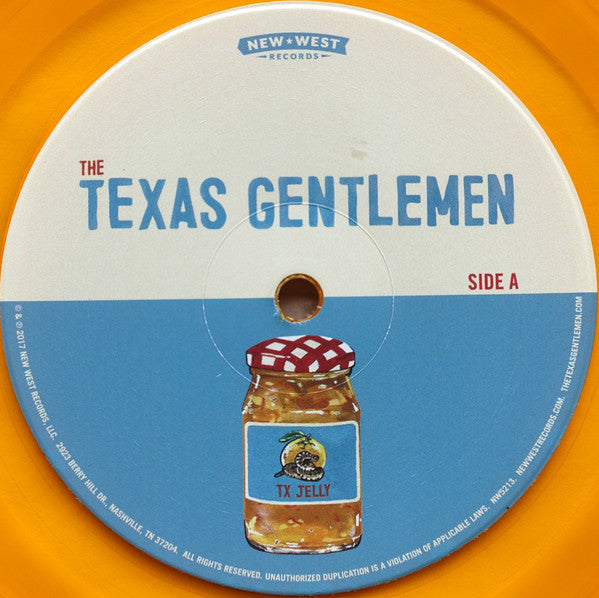 NEW★WEST
RECORDS
THE
TEXAS GENTLEMEN
SIDE A
TX JELLY
© & ℗ 2017 NEW WEST RECORDS, LLC. 2923 BERRY HILL DR., NASHVILLE, TN 37204. ALL RIGHTS RESERVED. UNAUTHORIZED DUPLICATION IS A VIOLATION OF APPLICABLE LAWS. NW5213. NEWWESTRECORDS.COM. THETEXASGENTLEMEN.COM